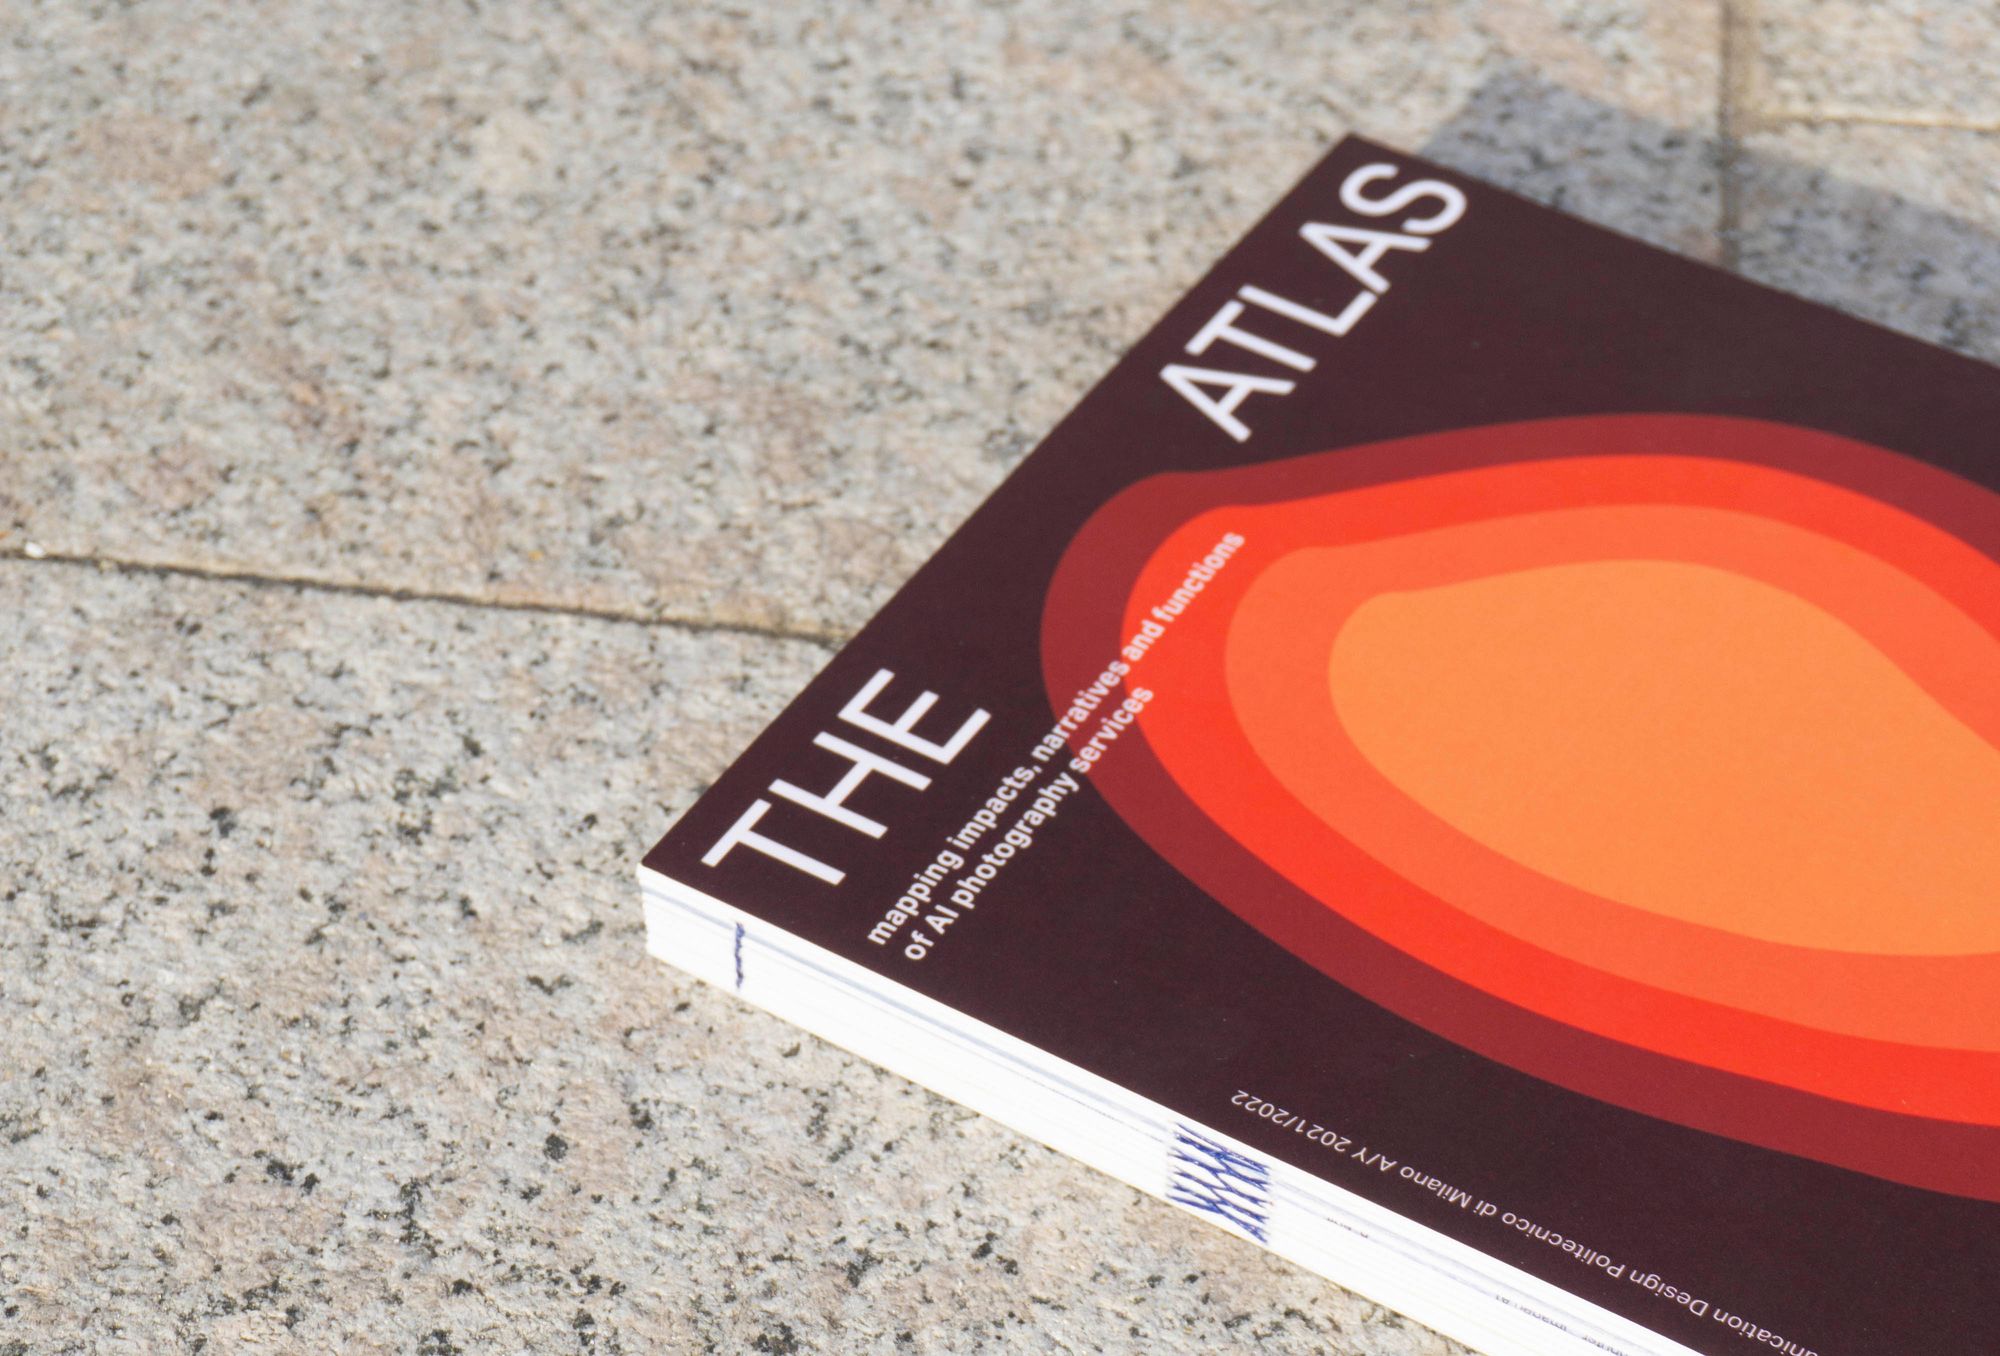 THE ATLAS
mapping impacts, narratives and functions
of AI photography services
Design Politecnico di Milano A/Y 2021/2022